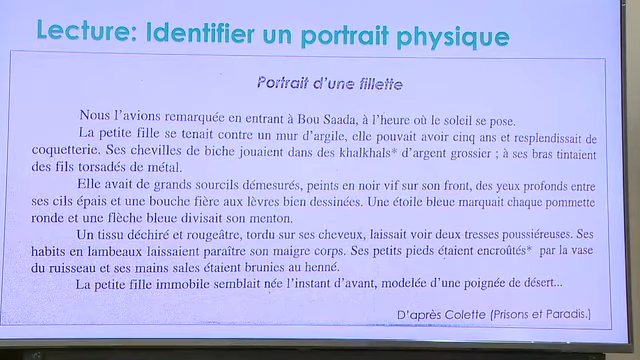 Lecture: Identifier un portrait physique
Portrait d'une fillette
Nous l'avions remarquée en entrant à Bou Saada, à l'heure où le soleil se pose.
La petite fille se tenait contre un mur d'argile, elle pouvait avoir cinq ans et resplendissait de
coquetterie. Ses chevilles de biche jouaient dans des khalkhals* d'argent grossier ; à ses bras tintaient
des fils torsadés de métal.
Elle avait de grands sourcils démesurés, peints en noir vif sur son front, des yeux profonds entre
ses cils épais et une bouche fière aux lèvres bien dessinées. Une étoile bleue marquait chaque pommette
ronde et une flèche bleue divisait son menton.
Un tissu déchiré et rougeâtre, tordu sur ses cheveux, laissait voir deux tresses poussiéreuses. Ses
habits en lambeaux laissaient paraître son maigre corps. Ses petits pieds étaient encroûtés* par la vase
du ruisseau et ses mains sales étaient brunies au henné.
La petite fille immobile semblait née l'instant d'avant, modelée d'une poignée de désert...
D'après Colette (Prisons et Paradis.)